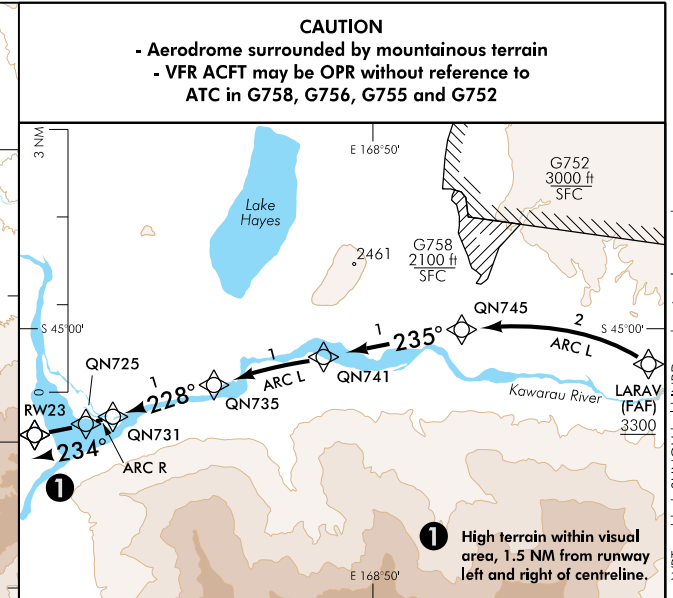 CAUTION
- Aerodrome surrounded by mountainous terrain
- VFR ACFT may be OPR without reference to
ATC in G758, G756, G755 and G752
3 NM
E 168°50'
G752
3000 ft
SFC
Lake
Hayes
G758
2100 ft
SFC
2461
QN745
S 45°00'
S 45°00'
2
ARC L
1
235°
1
ARC L
QN741
QN725
1
228°
QN735
Kawarau River
LARAV
(FAF)
3300
0
RW23
QN731
234°
ARC R
1
1 High terrain within visual
area, 1.5 NM from runway
left and right of centreline.
E 168°50'